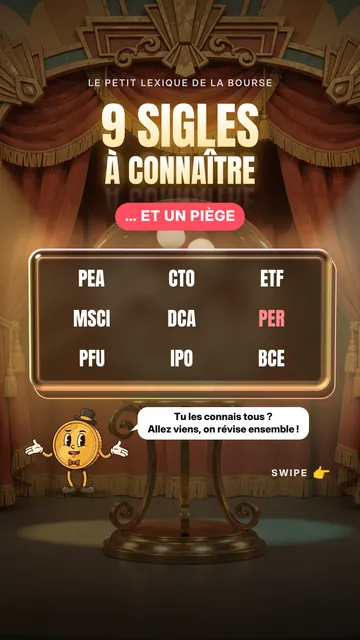 LE PETIT LEXIQUE DE LA BOURSE
9 SIGLES
À CONNAÎTRE
... ET UN PIÈGE
PEA CTO ETF
MSCI DCA PER
PFU IPO BCE
Tu les connais tous ?
Allez viens, on révise ensemble !
SWIPE 👉